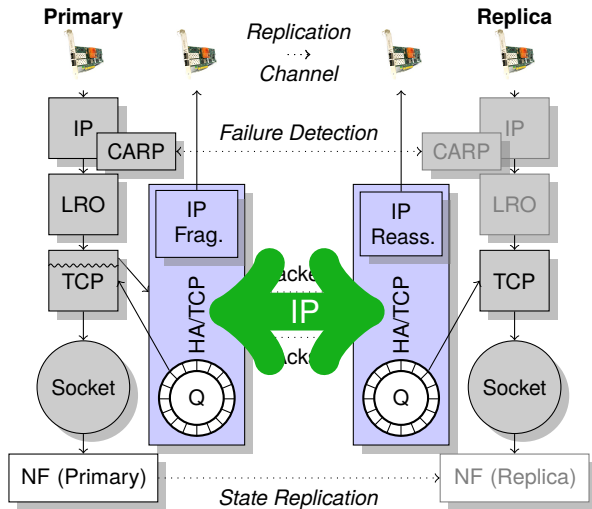 Primary
Replica
Replication
Channel
IP
CARP
Failure Detection
CARP
IP
LRO
IP
Frag.
IP
Reass.
LRO
TCP
HA/TCP
IP
HA/TCP
TCP
Acks
Socket
Q
Q
Socket
NF (Primary)
NF (Replica)
State Replication